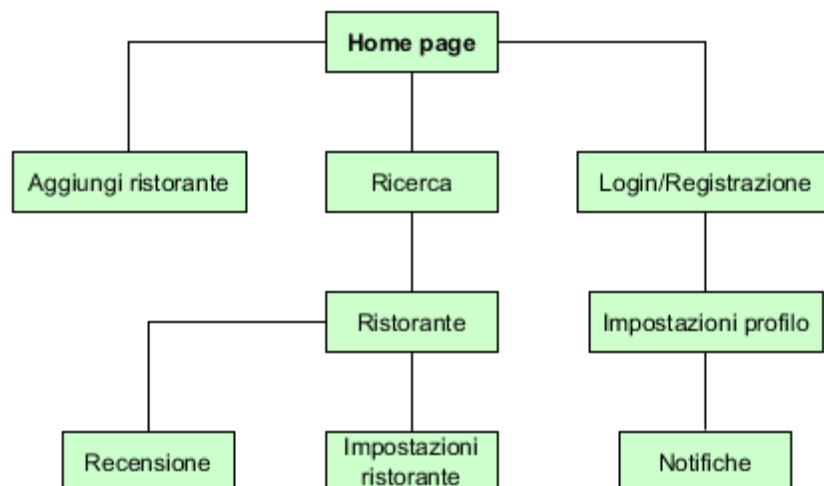 Home page
Aggiungi ristorante
Ricerca
Login/Registrazione
Ristorante
Impostazioni profilo
Recensione
Impostazioni
ristorante
Notifiche